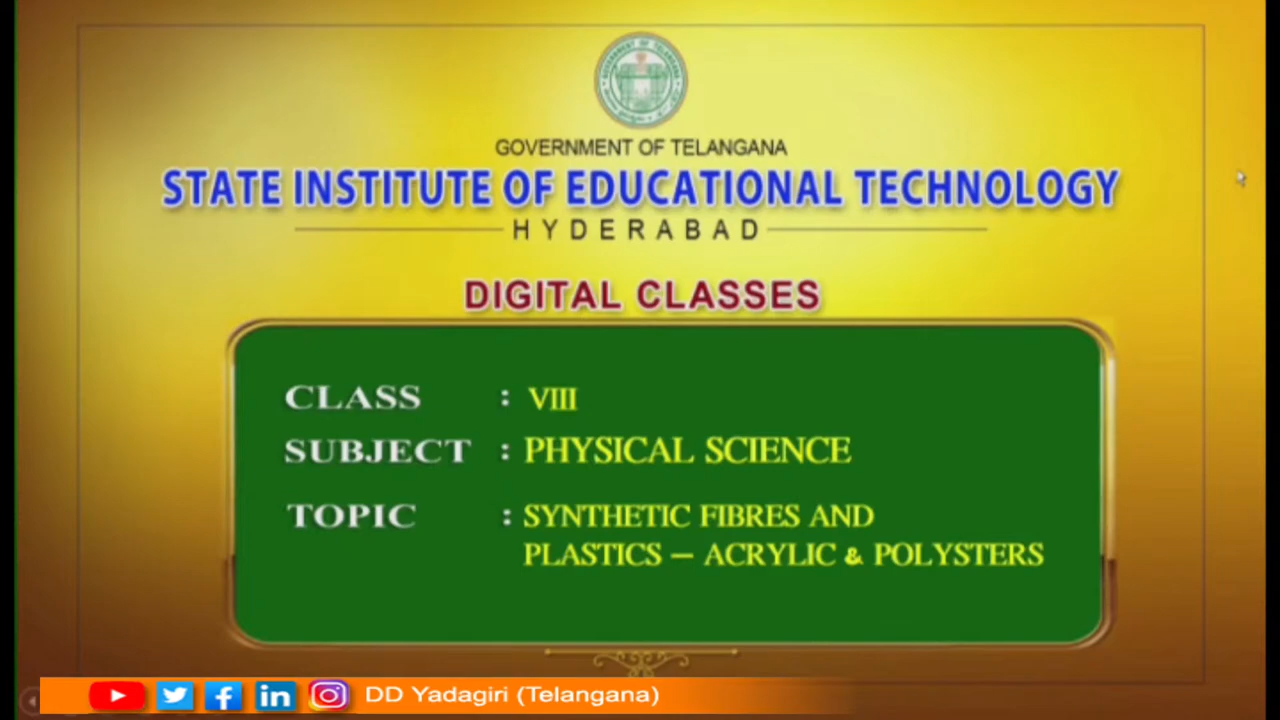 GOVERNMENT OF TELANGANA
STATE INSTITUTE OF EDUCATIONAL TECHNOLOGY
HYDERABAD
DIGITAL CLASSES
CLASS : VIII
SUBJECT : PHYSICAL SCIENCE
TOPIC : SYNTHETIC FIBRES AND
PLASTICS – ACRYLIC & POLYSTERS
DD Yadagiri (Telangana)